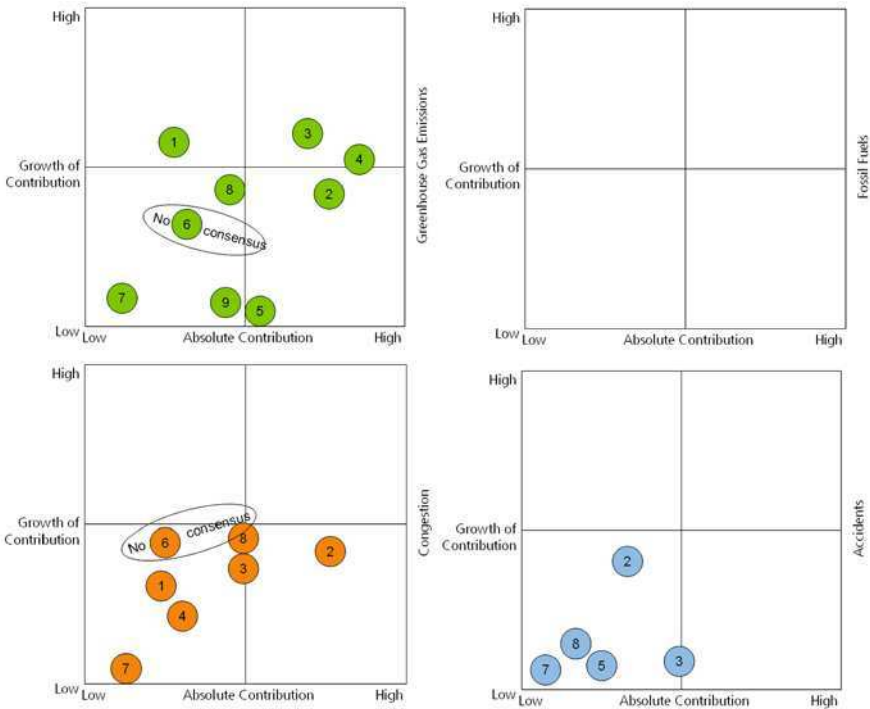 High
1
3
4
Growth of
Contribution
8
2
No
6
consensus
7
9
5
Low
Low
Absolute Contribution
High
Greenhouse Gas Emissions
High
Growth of
Contribution
Low
Low
Absolute Contribution
High
Fossil Fuels
High
Growth of
Contribution
No
6
consensus
8
2
3
1
4
7
Low
Low
Absolute Contribution
High
Congestion
High
Growth of
Contribution
2
8
7
5
3
Low
Low
Absolute Contribution
High
Accidents